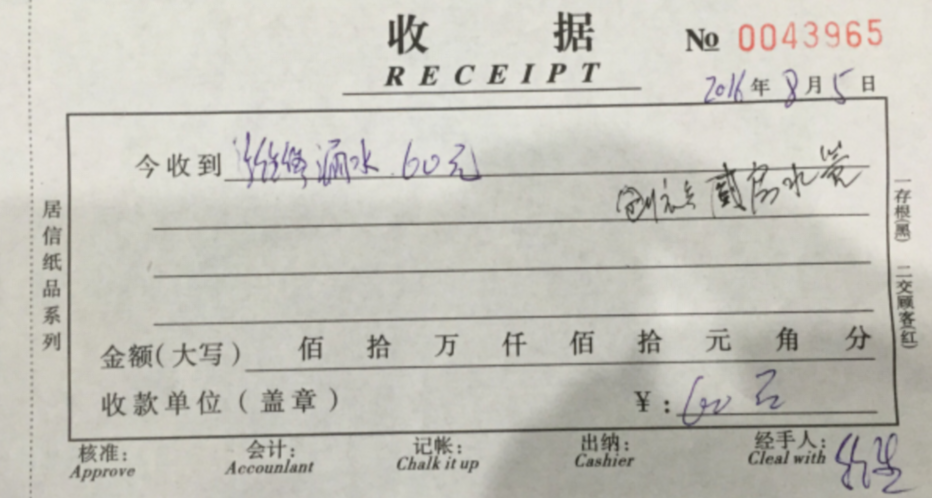 收据
RECEIPT
№ 0043965
2016年8月5日
今收到 维修漏水.60元
水管
金额(大写) 佰拾万仟佰拾元角分
收款单位(盖章) ¥:60元
核准: 会计: 记帐: 出纳: 经手人:
Approve Accounlant Chalk it up Cashier Cleal with
居信纸品系列
一存根(黑) 二交顾客(红)